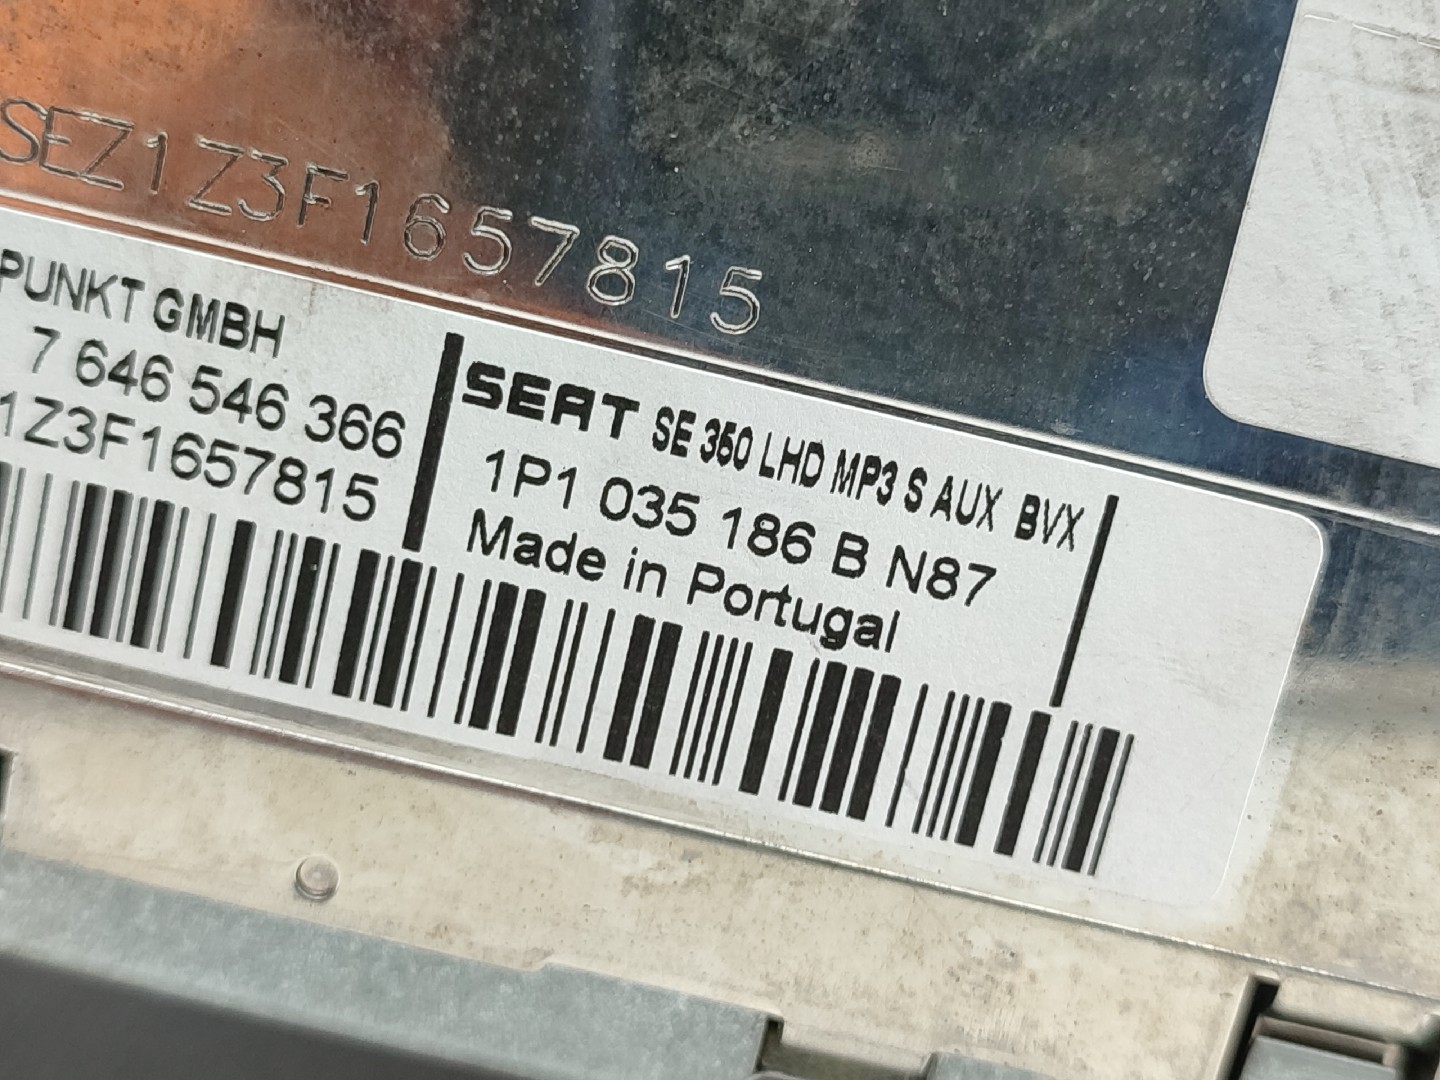 SEZ1Z3F1657815
PUNKT GMBH
7 646 546 366
1Z3F1657815
SEAT SE 350 LHD MP3 S AUX BVX
1P1 035 186 B N87
Made in Portugal